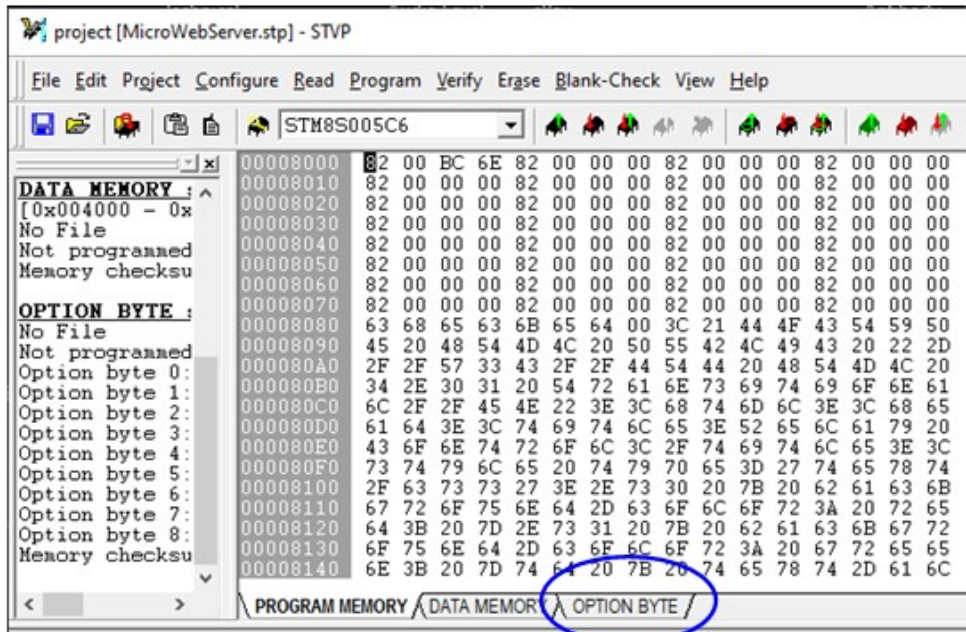 project [MicroWebServer.stp] - STVP
File Edit Project Configure Read Program Verify Erase Blank-Check View Help
STM8S005C6
DATA MEMORY :
[0x004000 - 0x
No File
Not programmed
Memory checksu
OPTION BYTE :
No File
Not programmed
Option byte 0:
Option byte 1:
Option byte 2:
Option byte 3:
Option byte 4:
Option byte 5:
Option byte 6:
Option byte 7:
Option byte 8:
Memory checksu
00008000 82 00 BC 6E 82 00 00 00 82 00 00 00 82 00 00 00
00008010 82 00 00 00 82 00 00 00 82 00 00 00 82 00 00 00
00008020 82 00 00 00 82 00 00 00 82 00 00 00 82 00 00 00
00008030 82 00 00 00 82 00 00 00 82 00 00 00 82 00 00 00
00008040 82 00 00 00 82 00 00 00 82 00 00 00 82 00 00 00
00008050 82 00 00 00 82 00 00 00 82 00 00 00 82 00 00 00
00008060 82 00 00 00 82 00 00 00 82 00 00 00 82 00 00 00
00008070 82 00 00 00 82 00 00 00 82 00 00 00 82 00 00 00
00008080 63 68 65 63 6B 65 64 00 3C 21 44 4F 43 54 59 50
00008090 45 20 48 54 4D 4C 20 50 55 42 4C 49 43 20 22 2D
000080A0 2F 2F 57 33 43 2F 2F 44 54 44 20 48 54 4D 4C 20
000080B0 34 2E 30 31 20 54 72 61 6E 73 69 74 69 6F 6E 61
000080C0 6C 2F 2F 45 4E 22 3E 3C 68 74 6D 6C 3E 3C 68 65
000080D0 61 64 3E 3C 74 69 74 6C 65 3E 52 65 6C 61 79 20
000080E0 43 6F 6E 74 72 6F 6C 3C 2F 74 69 74 6C 65 3E 3C
000080F0 73 74 79 6C 65 20 74 79 70 65 3D 27 74 65 78 74
00008100 2F 63 73 73 27 3E 2E 73 30 20 7B 20 62 61 63 6B
00008110 67 72 6F 75 6E 64 2D 63 6F 6C 6F 72 3A 20 72 65
00008120 64 3B 20 7D 2E 73 31 20 7B 20 62 61 63 6B 67 72
00008130 6F 75 6E 64 2D 63 6F 6C 6F 72 3A 20 67 72 65 65
00008140 6E 3B 20 7D 74 64 20 7B 20 74 65 78 74 2D 61 6C
PROGRAM MEMORY DATA MEMORY OPTION BYTE